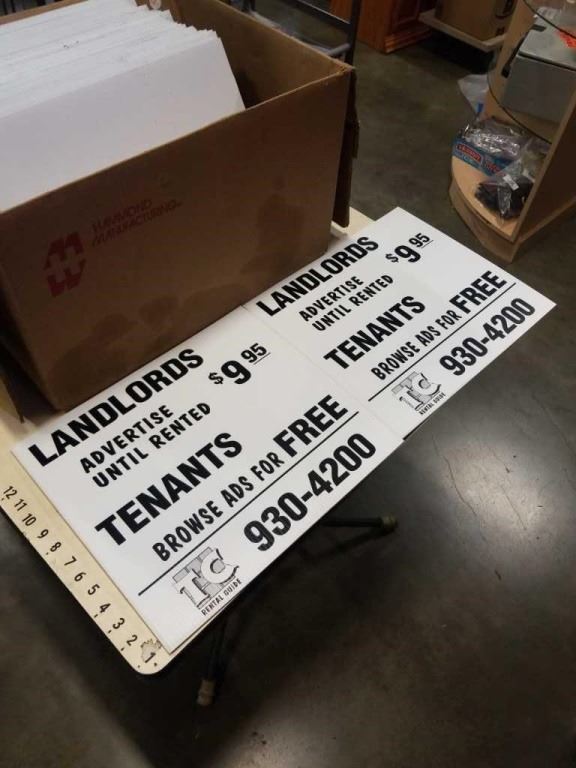 HAMMOND
MANUFACTURING
LANDLORDS
ADVERTISE
UNTIL RENTED
$9.95
TENANTS
BROWSE ADS FOR FREE
930-4200
TC
RENTAL GUIDE
LANDLORDS
ADVERTISE
UNTIL RENTED
$9.95
TENANTS
BROWSE ADS FOR FREE
930-4200
TC
RENTAL GUIDE
12 11 10 9 8 7 6 5 4 3 2 1